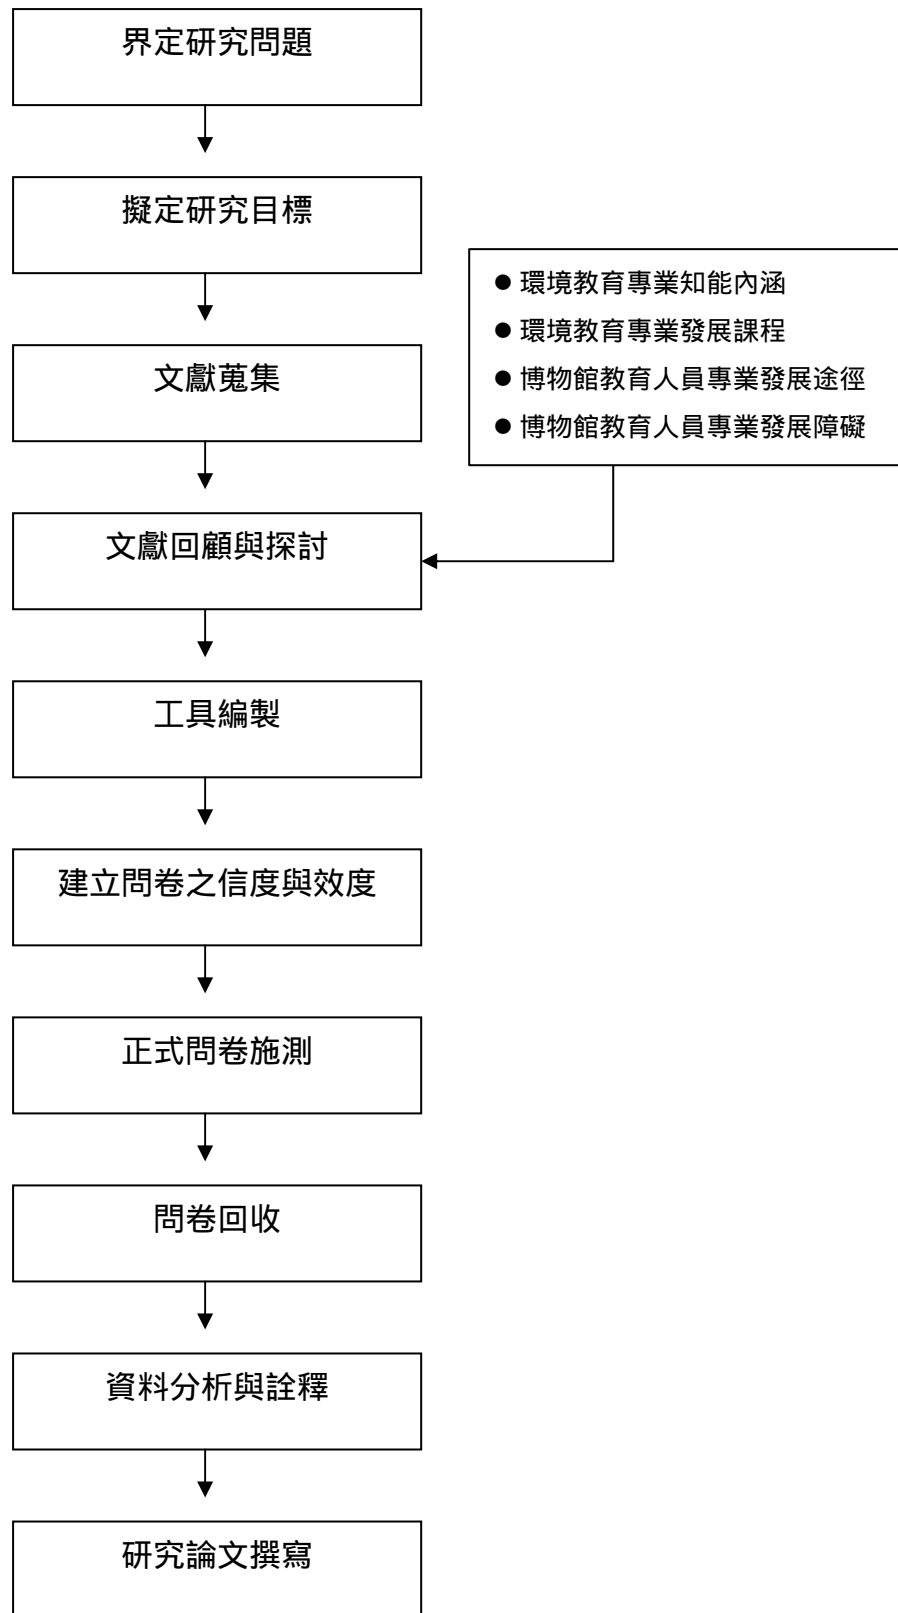 界定研究問題
擬定研究目標
文獻蒐集
● 環境教育專業知能內涵
● 環境教育專業發展課程
● 博物館教育人員專業發展途徑
● 博物館教育人員專業發展障礙
文獻回顧與探討
工具編製
建立問卷之信度與效度
正式問卷施測
問卷回收
資料分析與詮釋
研究論文撰寫